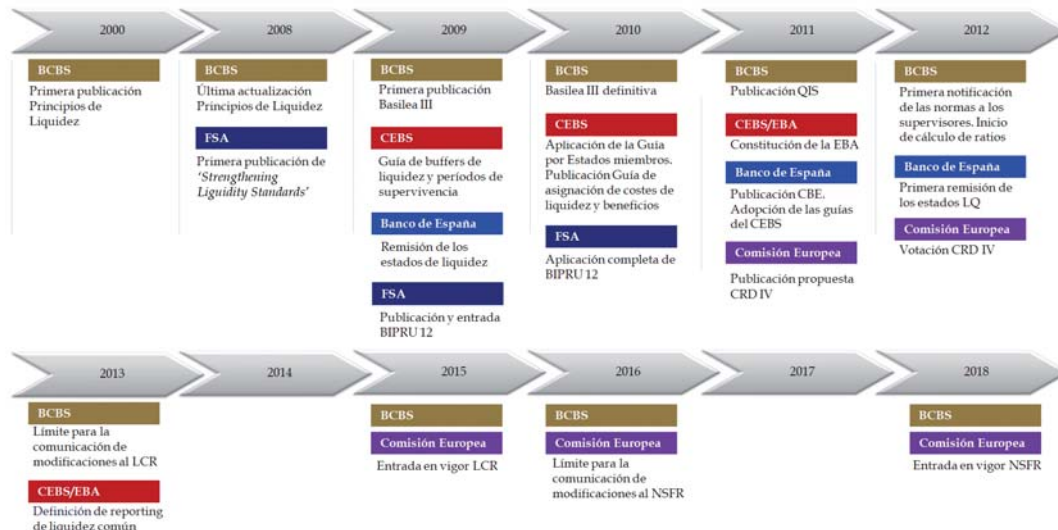 2000
2008
2009
2010
2011
2012
BCBS
Primera publicación
Principios de
Liquidez
BCBS
Última actualización
Principios de Liquidez
FSA
Primera publicación de
‘Strengthening
Liguidity Standards’
BCBS
Primera publicación
Basilea III
CEBS
Guía de buffers de
liquidez y períodos de
supervivencia
Banco de España
Remisión de los
estados de liquidez
FSA
Publicación y entrada
BIPRU 12
BCBS
Basilea III definitiva
CEBS
Aplicación de la Guía
por Estados miembros.
Publicación Guía de
asignación de costes de
liquidez y beneficios
FSA
Aplicación completa de
BIPRU 12
BCBS
Publicación QIS
CEBS/EBA
Constitución de la EBA
Banco de España
Publicación CBE.
Adopción de las guías
del CEBS
Comisión Europea
Publicación propuesta
CRD IV
BCBS
Primera notificación
de las normas a los
supervisores. Inicio
de cálculo de ratios
Banco de España
Primera remisión de
los estados LQ
Comisión Europea
Votación CRD IV
2013
2014
2015
2016
2017
2018
BCBS
Límite para la
comunicación de
modificaciones al LCR
CEBS/EBA
Definición de reporting
de liquidez común
BCBS
Comisión Europea
Entrada en vigor LCR
BCBS
Comisión Europea
Límite para la
comunicación de
modificaciones al NSFR
BCBS
Comisión Europea
Entrada en vigor NSFR